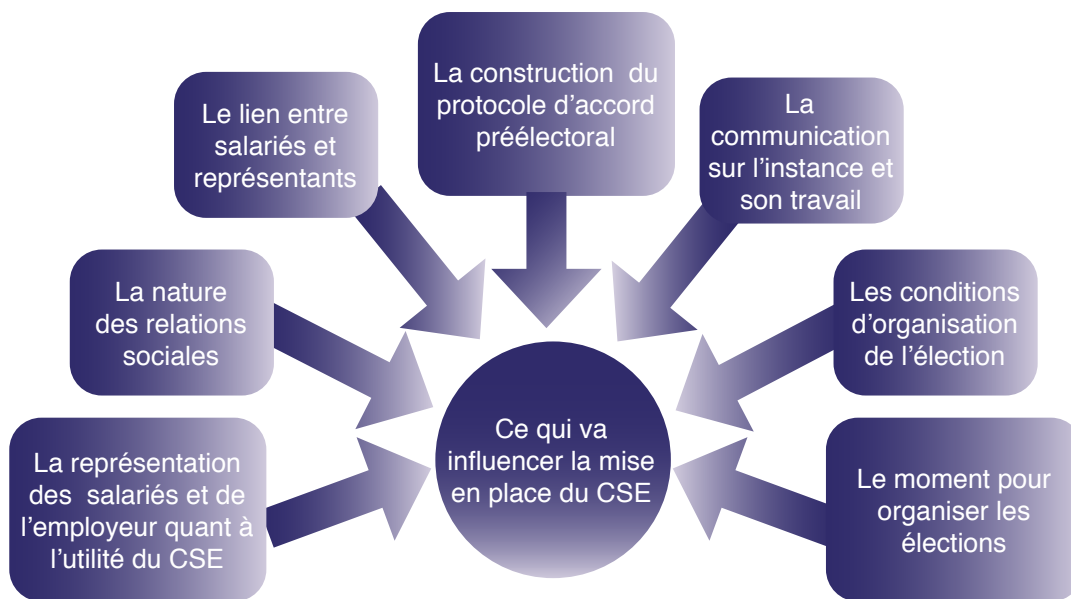 La construction du
protocole d'accord
préélectoral
Le lien entre
salariés et
représentants
La
communication
sur l'instance et
son travail
La nature
des relations
sociales
Les conditions
d'organisation
de l'élection
La représentation
des salariés et de
l'employeur quant à
l'utilité du CSE
Ce qui va
influencer la mise
en place du CSE
Le moment pour
organiser les
élections